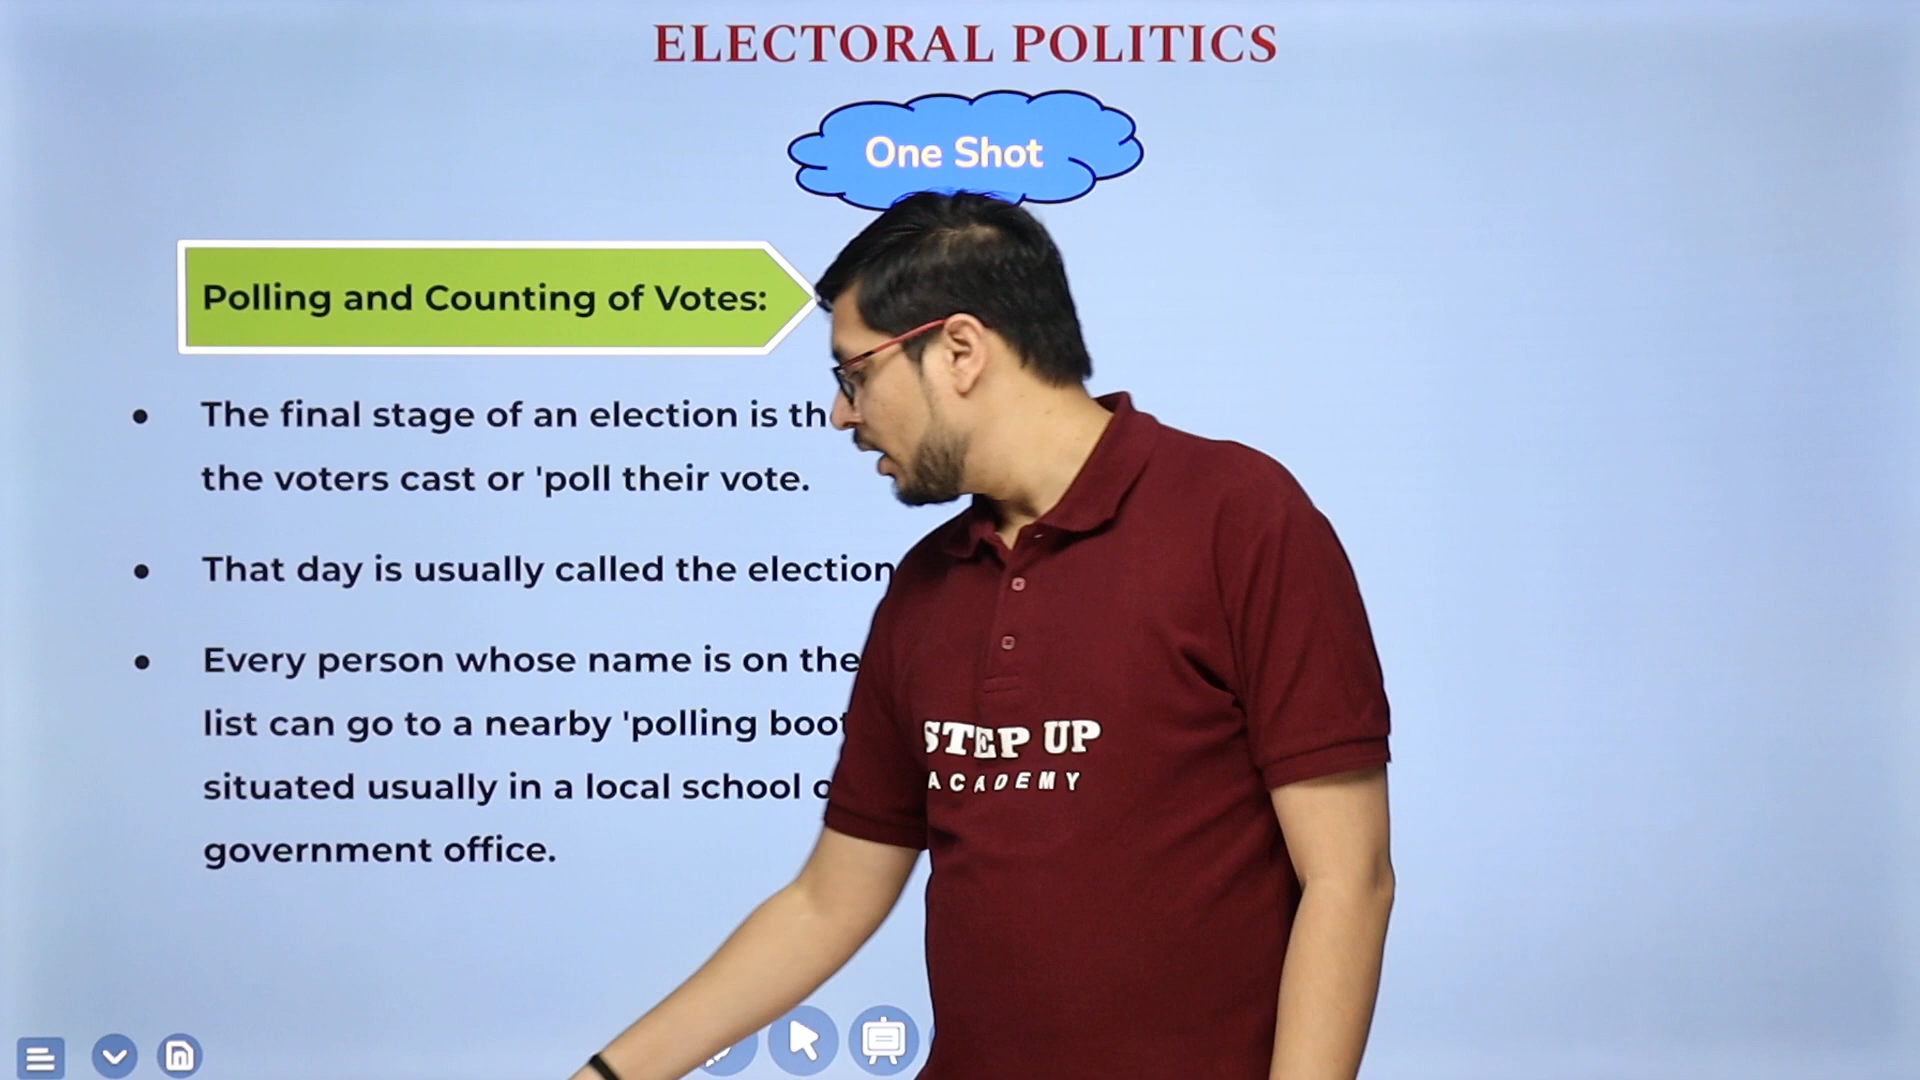 ELECTORAL POLITICS
One Shot
Polling and Counting of Votes:
The final stage of an election is
the voters cast or 'poll their vote.
That day is usually called the election
Every person whose name is on the
list can go to a nearby 'polling
situated usually in a local school
government office.
STEP UP
ACADEMY